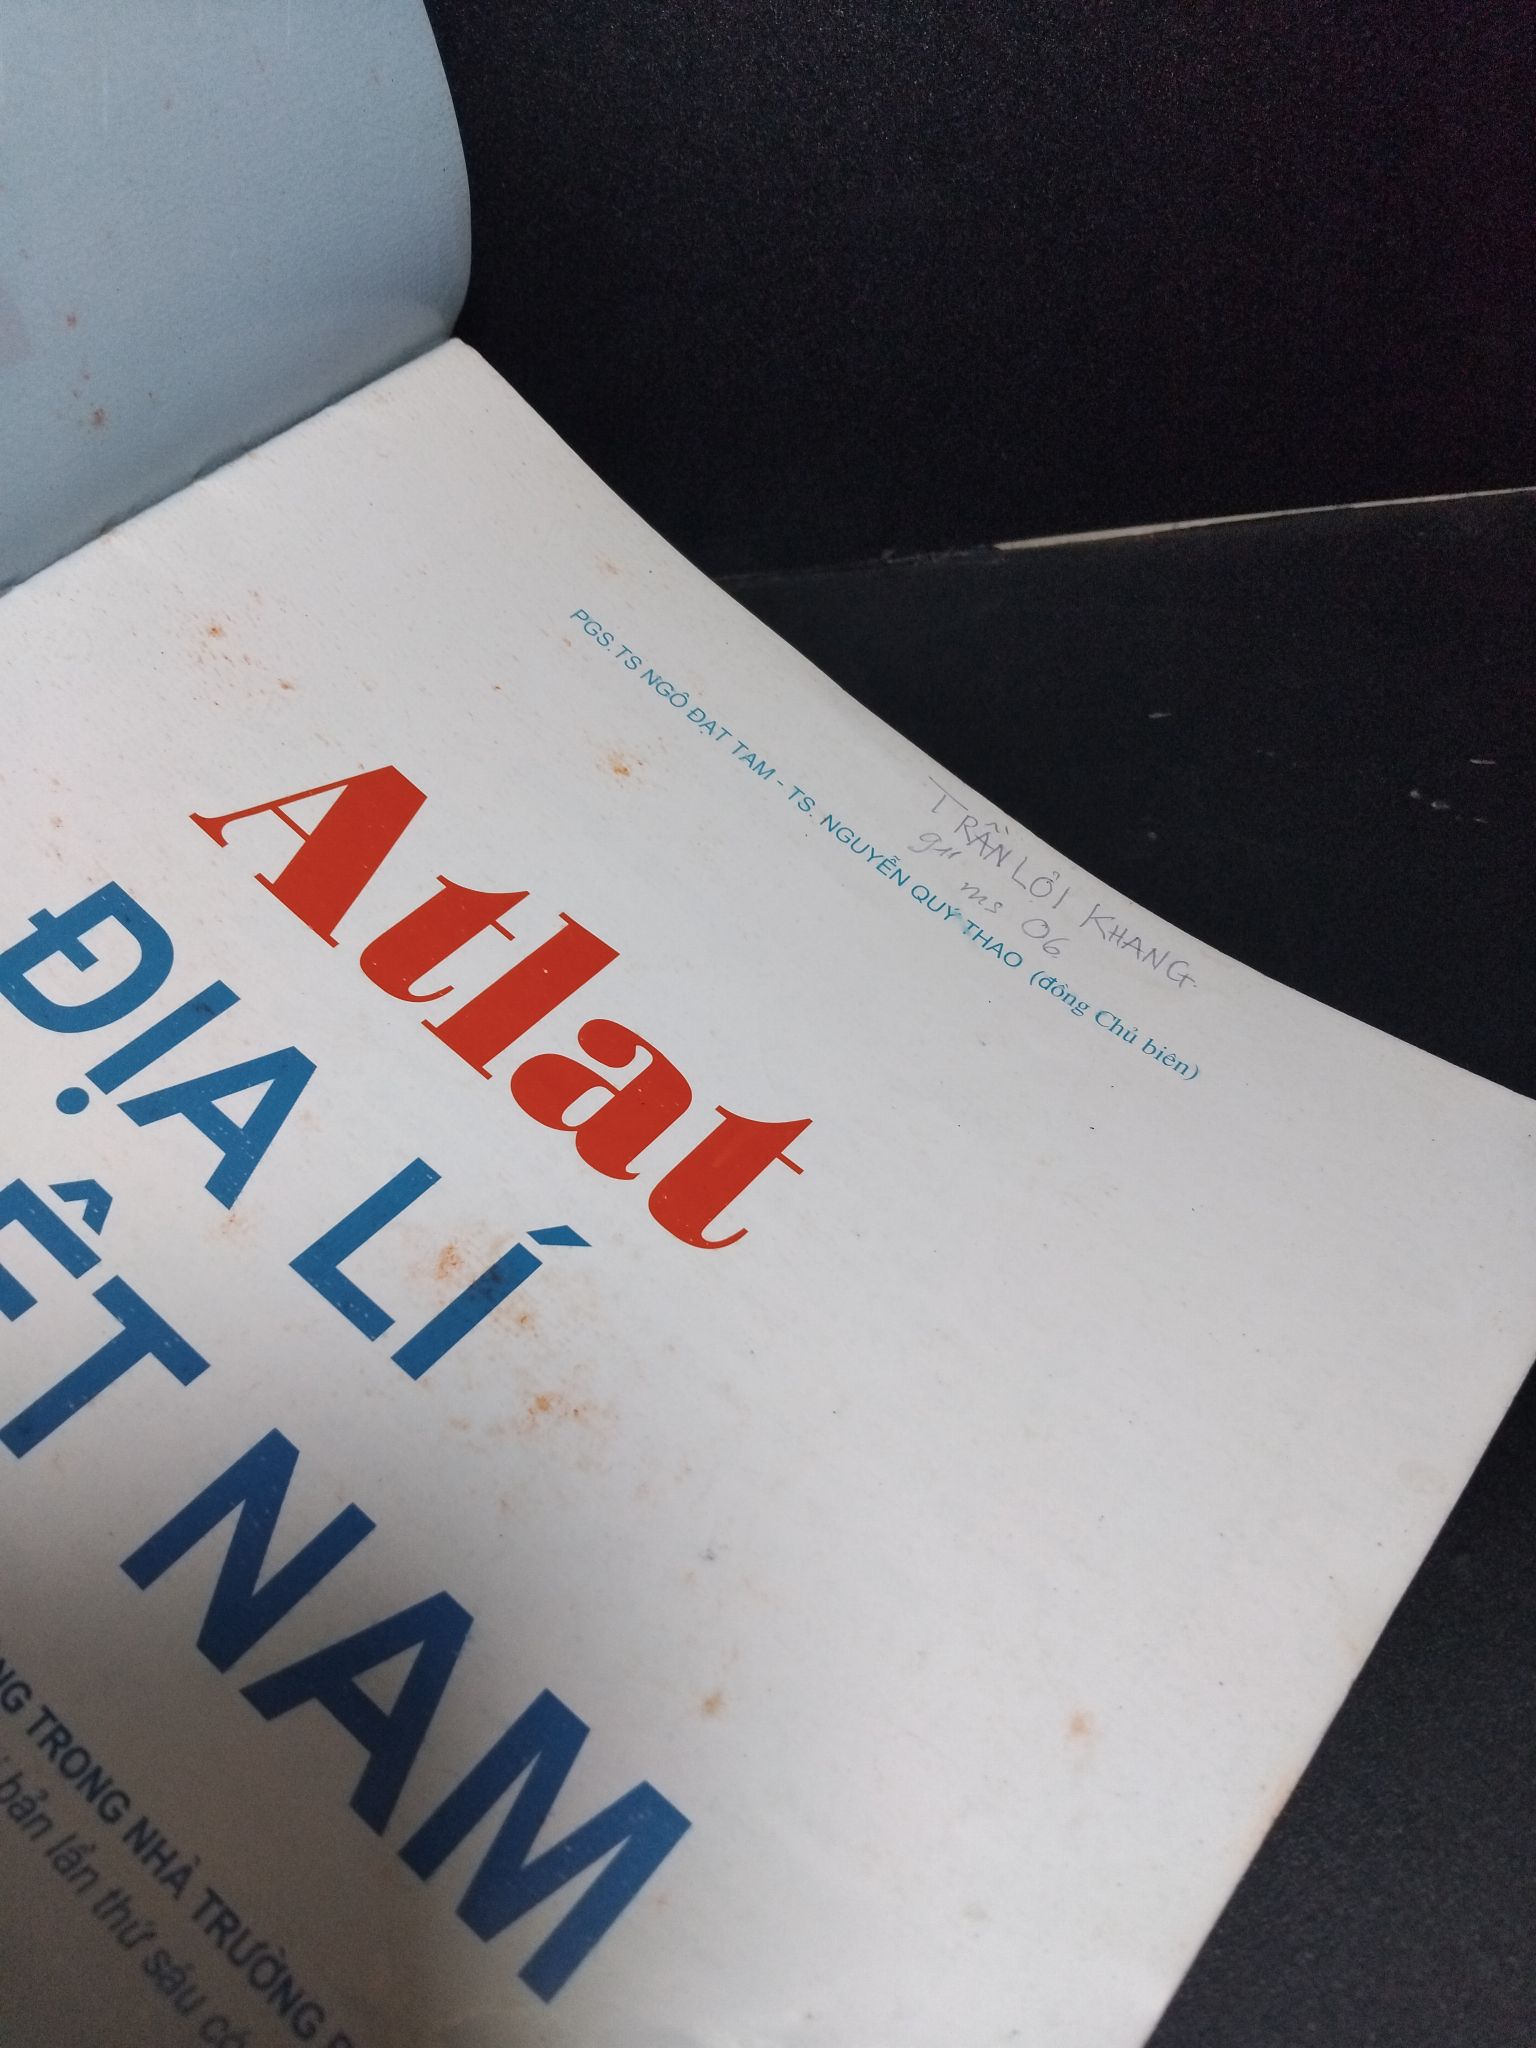 PGS.TS NGÔ ĐẠT TAM - TS. NGUYỄN QUÝ THAO (đồng Chủ biên)
TRẦN LỢI KHANG
06
Atlat
ĐỊA LÍ
ỆT NAM
NG TRONG NHÀ TRƯỜNG
bản lần thứ sáu có